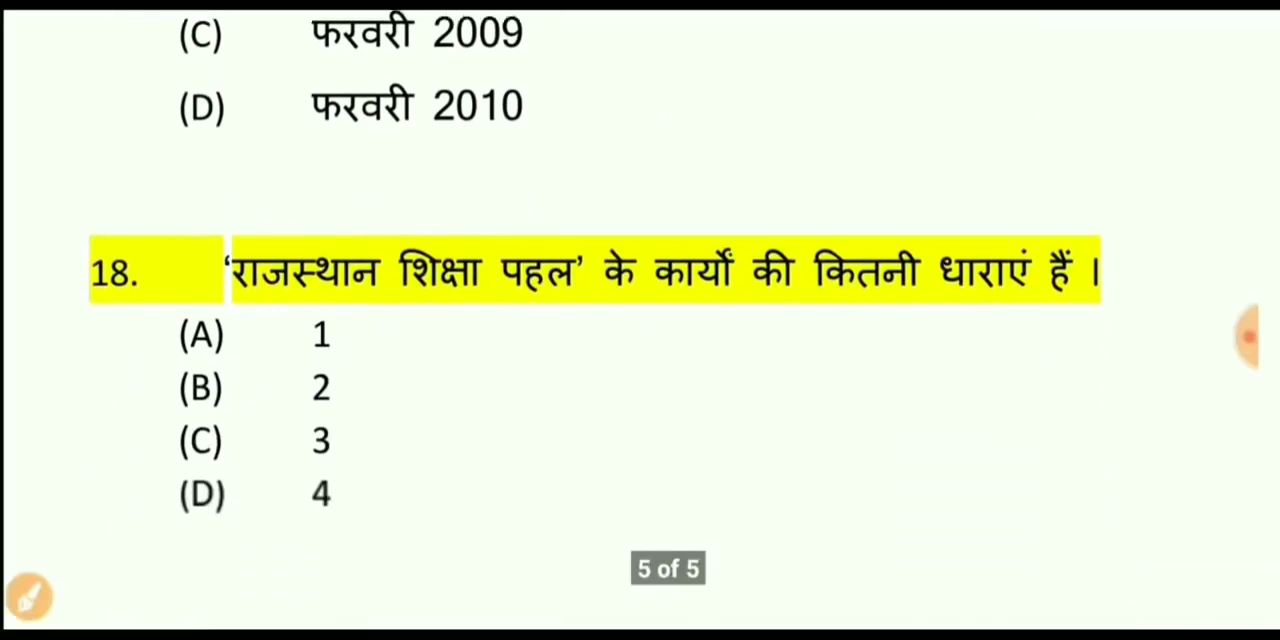 (C) फरवरी 2009
(D) फरवरी 2010
18. ‘राजस्थान शिक्षा पहल’ के कार्यों की कितनी धाराएं हैं ।
(A) 1
(B) 2
(C) 3
(D) 4
5 of 5